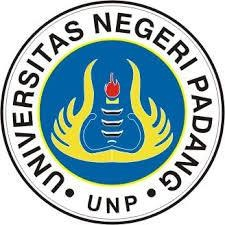 • UNIVERSITAS NEGERI PADANG •
UNP